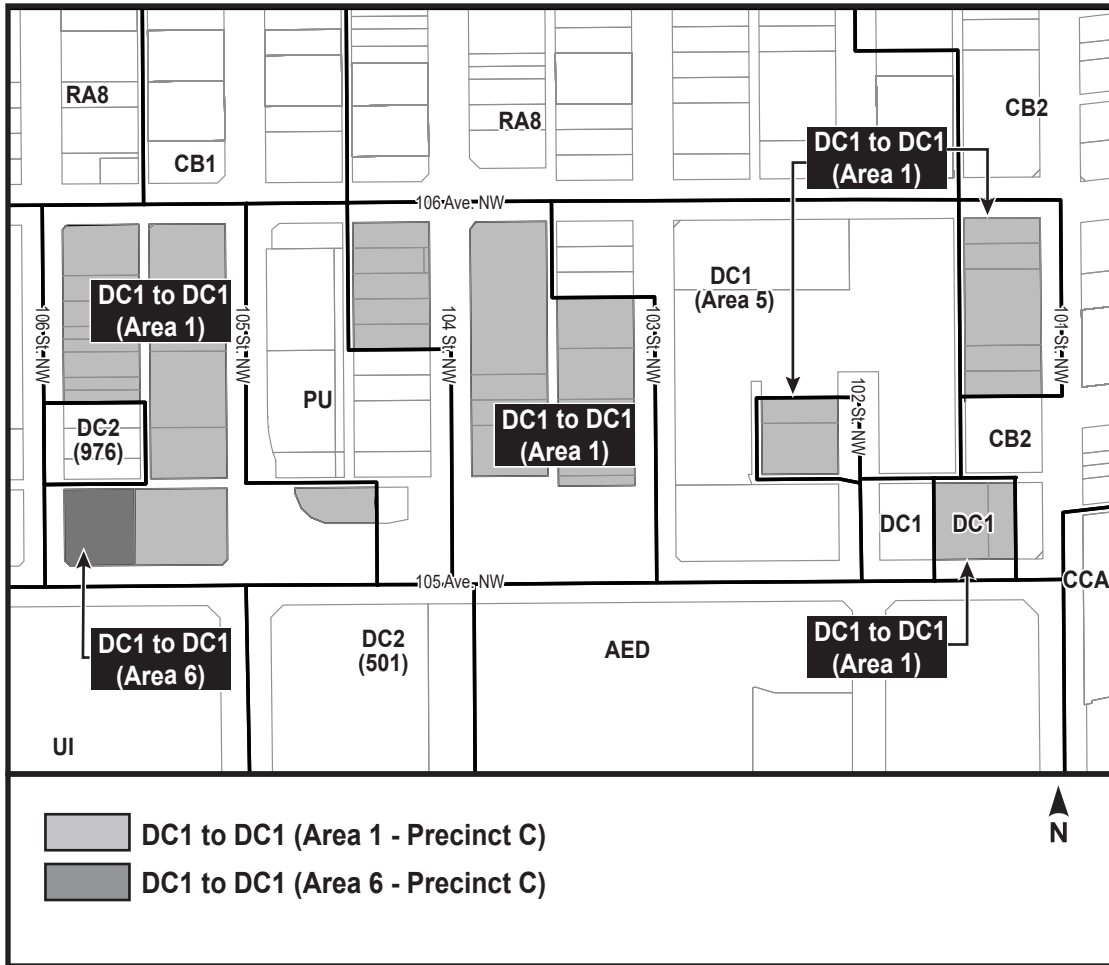 RA8
CB1
RA8
CB2
DC1 to DC1
(Area 1)
106 Ave. NW
DC1 to DC1
(Area 1)
106 St. NW
105 St. NW
104 St. NW
103 St. NW
102 St. NW
101 St. NW
DC1
(Area 5)
PU
DC2
(976)
DC1 to DC1
(Area 1)
CB2
DC1
DC1
105 Ave. NW
CCA
DC1 to DC1
(Area 6)
DC2
(501)
AED
DC1 to DC1
(Area 1)
UI
DC1 to DC1 (Area 1 - Precinct C)
DC1 to DC1 (Area 6 - Precinct C)
N